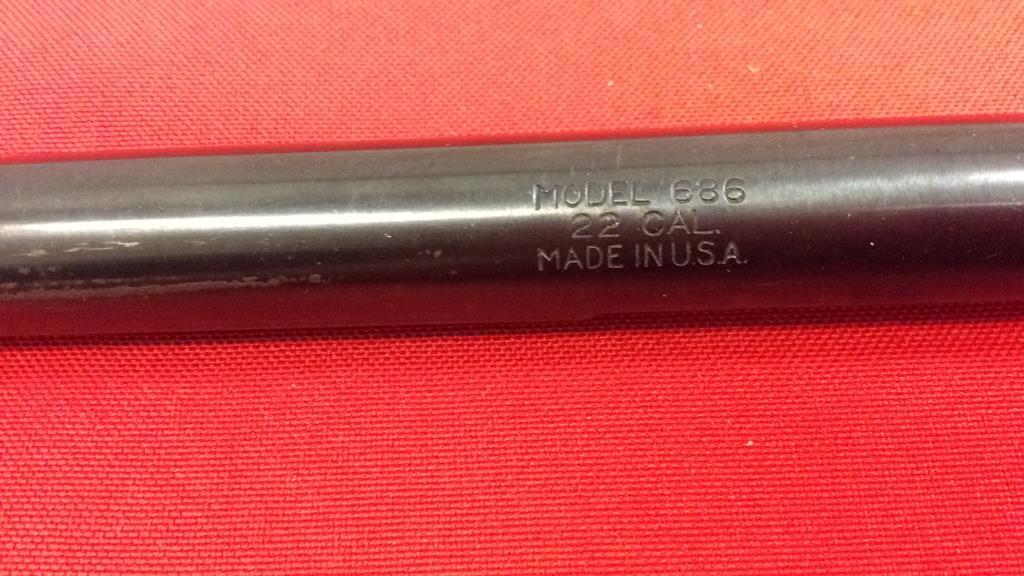 MODEL 686
22 CAL.
MADE IN U.S.A.